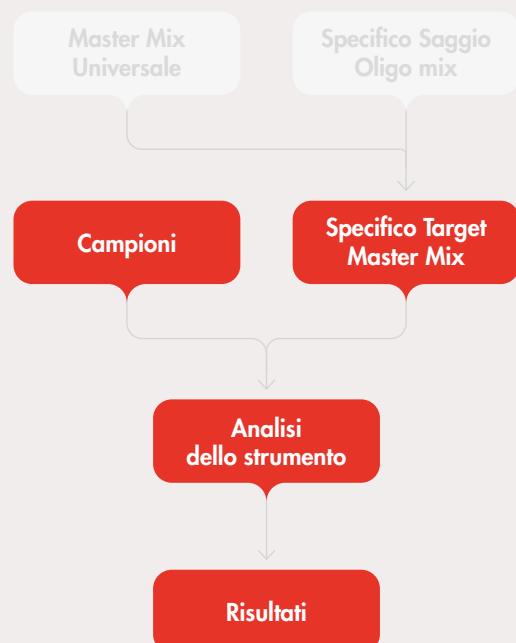 Master Mix
Universale
Specifico Saggio
Oligo mix
Campioni
Specifico Target
Master Mix
Analisi
dello strumento
Risultati